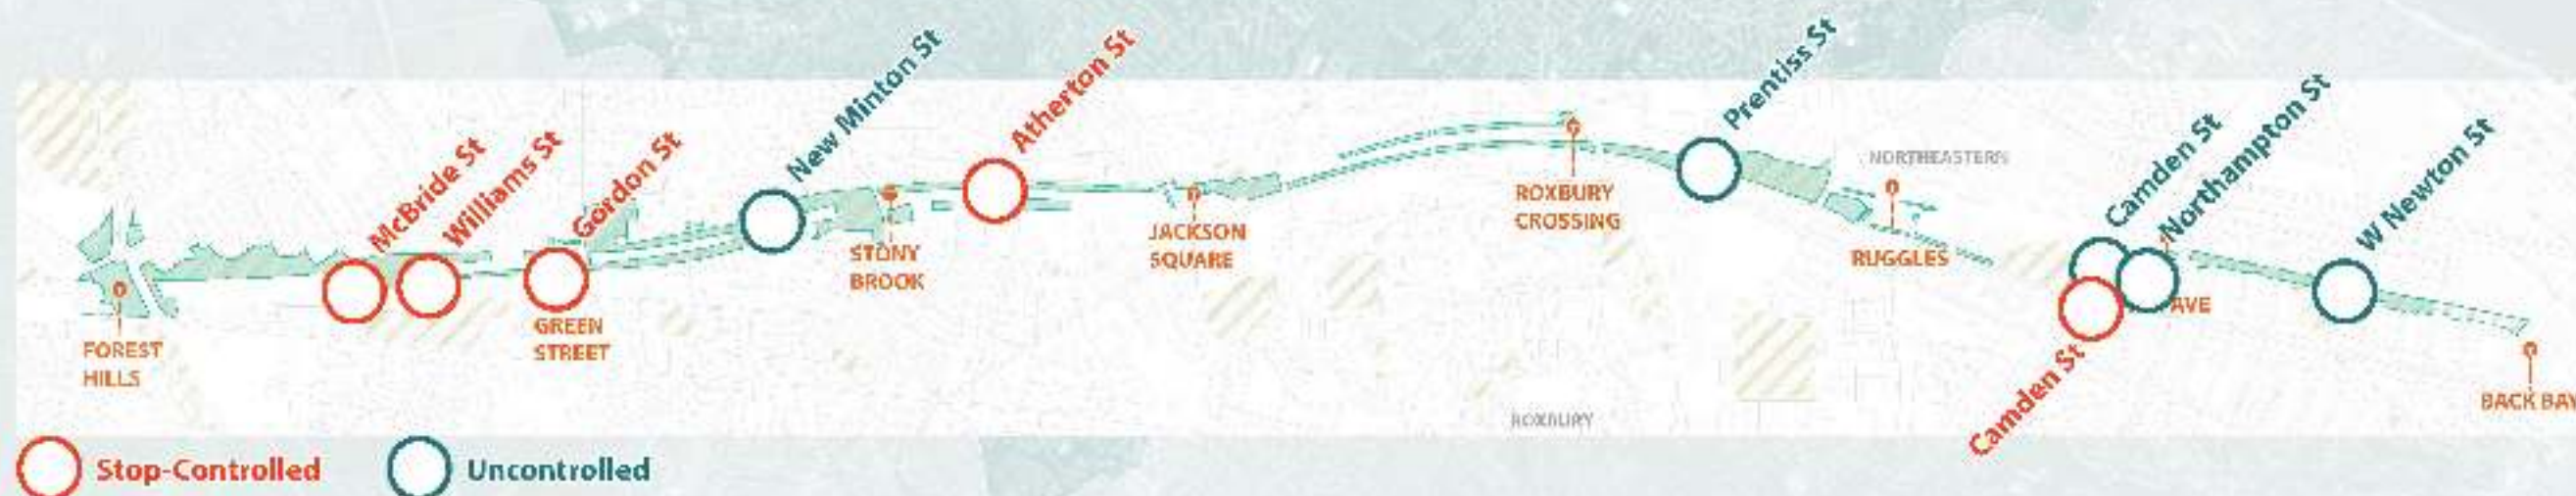 McBride St
Williams St
Gordon St
New Minton St
Atherton St
Prentiss St
Camden St
Northampton St
W Newton St
NORTHEASTERN
FOREST
HILLS
GREEN
STREET
STONY
BROOK
JACKSON
SQUARE
ROXBURY
CROSSING
RUGGLES
AVE
Camden St
BACK BAY
ROXBURY
Stop-Controlled
Uncontrolled